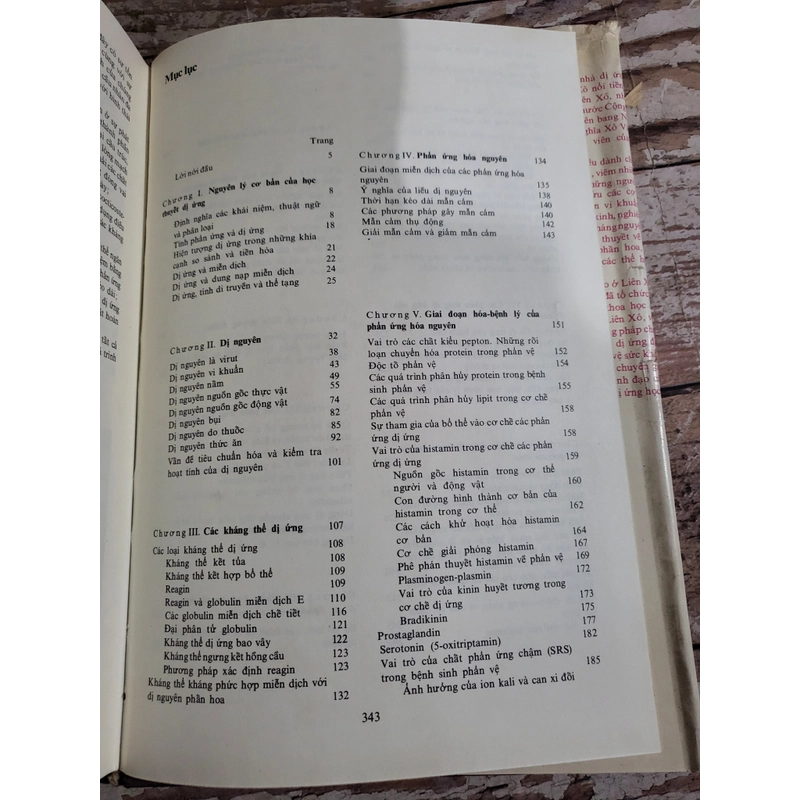 Mục lục
Trang
Lời nói đầu 5
Chương I. Nguyên lý cơ bản của học
thuyết dị ứng 8
Định nghĩa các khái niệm, thuật ngữ
và phân loại 8
Tính phản ứng và dị ứng 18
Hiện tượng dị ứng trong những khía
cạnh so sánh và tiến hóa 21
Dị ứng và miễn dịch 22
Dị ứng và dung nạp miễn dịch 24
Dị ứng, tính di truyền và thể tạng 25
Chương II. Dị nguyên 32
Dị nguyên là virut 38
Dị nguyên vi khuẩn 43
Dị nguyên nấm 49
Dị nguyên nguồn gốc thực vật 55
Dị nguyên nguồn gốc động vật 74
Dị nguyên bụi 82
Dị nguyên do thuốc 85
Dị nguyên thức ăn 92
Vấn đề tiêu chuẩn hóa và kiểm tra
hoạt tính của dị nguyên 101
Chương III. Các kháng thể dị ứng 107
Các loại kháng thể dị ứng 108
Kháng thể kết tủa 108
Kháng thể kết hợp bổ thể 109
Reagin 109
Reagin và globulin miễn dịch E 110
Các globulin miễn dịch chế tiết 116
Đại phân tử globulin 121
Kháng thể dị ứng bao vây 122
Kháng thể ngưng kết hồng cầu 123
Phương pháp xác định reagin 123
Kháng thể kháng phức hợp miễn dịch với
dị nguyên phấn hoa 132
Chương IV. Phản ứng hóa nguyên 134
Giai đoạn miễn dịch của các phản ứng hóa
nguyên 135
Ý nghĩa của liều dị nguyên 138
Thời hạn kéo dài mẫn cảm 140
Các phương pháp gây mẫn cảm 140
Mẫn cảm thụ động 142
Giải mẫn cảm và giảm mẫn cảm 143
Chương V. Giai đoạn hóa-bệnh lý của
phản ứng hóa nguyên 151
Vai trò các chất kiểu pepton. Những rối
loạn chuyển hóa protein trong phản vệ 152
Độc tố phản vệ 154
Các quá trình phân hủy protein trong bệnh
sinh phản vệ 155
Các quá trình phân hủy lipit trong cơ chế
phản vệ 158
Sự tham gia của bổ thể vào cơ chế các phản
ứng dị ứng 158
Vai trò của histamin trong cơ chế các phản
ứng dị ứng 159
Nguồn gốc histamin trong cơ thể
người và động vật 160
Con đường hình thành cơ bản của
histamin trong cơ thể 162
Các cách khử hoạt hóa histamin
cơ bản 164
Cơ chế giải phóng histamin 167
Phê phán thuyết histamin về phản vệ 169
Plasminogen-plasmin 172
Vai trò của kinin huyết tương trong
cơ chế dị ứng 173
Bradikinin 175
Prostaglandin 177
Serotonin (5-oxitriptamin) 182
Vai trò của chất phản ứng chậm (SRS)
trong bệnh sinh phản vệ 185
Ảnh hưởng của ion kali và can xi đối
343